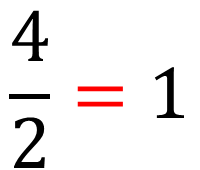 4/2 = 1